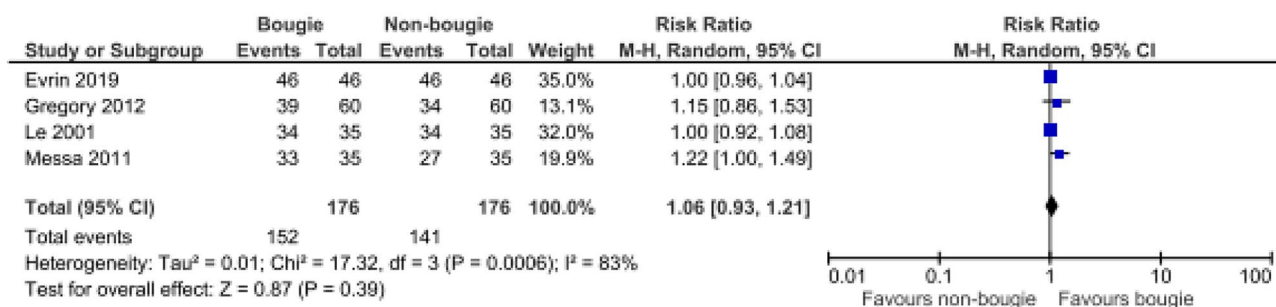 Bougie Non-bougie Risk Ratio Risk Ratio
Study or Subgroup Events Total Events Total Weight M-H, Random, 95% CI M-H, Random, 95% CI
Evrin 2019 46 46 46 46 35.0% 1.00 [0.96, 1.04]
Gregory 2012 39 60 34 60 13.1% 1.15 [0.86, 1.53]
Le 2001 34 35 34 35 32.0% 1.00 [0.92, 1.08]
Messa 2011 33 35 27 35 19.9% 1.22 [1.00, 1.49]
Total (95% CI) 176 176 100.0% 1.06 [0.93, 1.21]
Total events 152 141
Heterogeneity: Tau² = 0.01; Chi² = 17.32, df = 3 (P = 0.0006); I² = 83%
Test for overall effect: Z = 0.87 (P = 0.39)
0.01 0.1 1 10 100
Favours non-bougie Favours bougie